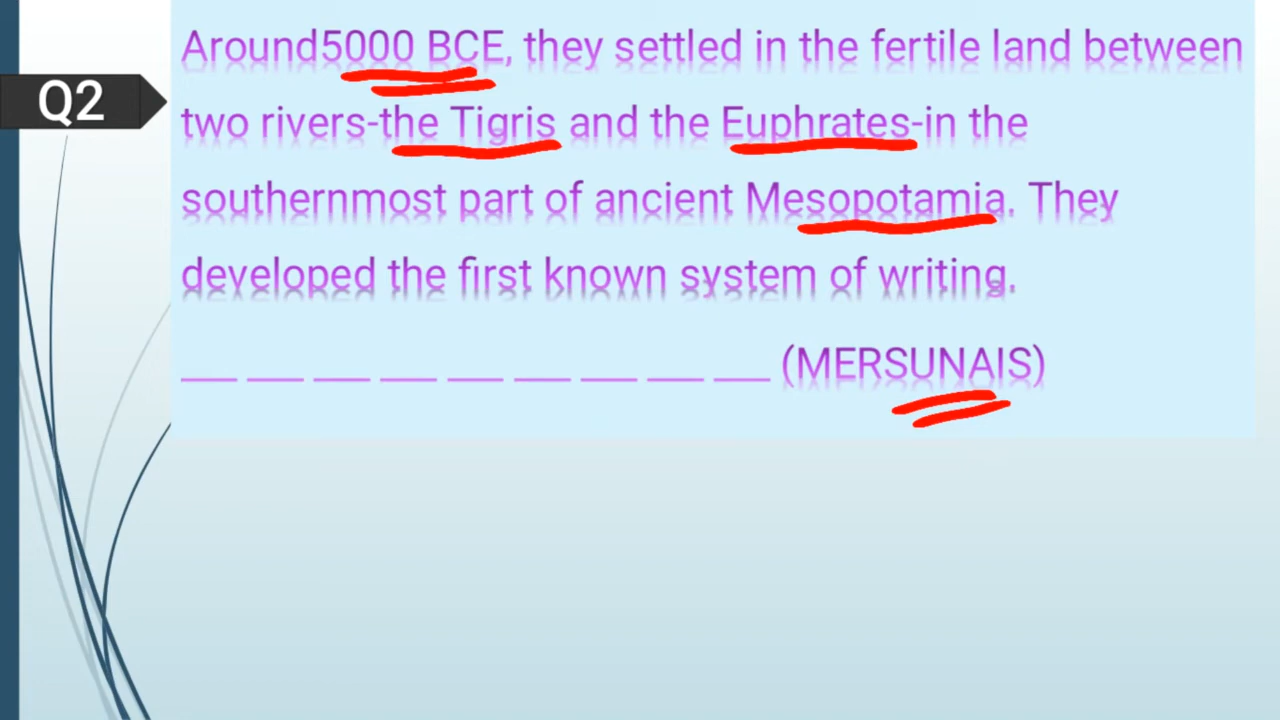 Q2
Around5000 BCE, they settled in the fertile land between
two rivers-the Tigris and the Euphrates-in the
southernmost part of ancient Mesopotamia. They
developed the first known system of writing.
___ ___ ___ ___ ___ ___ ___ ___ ___ (MERSUNAIS)